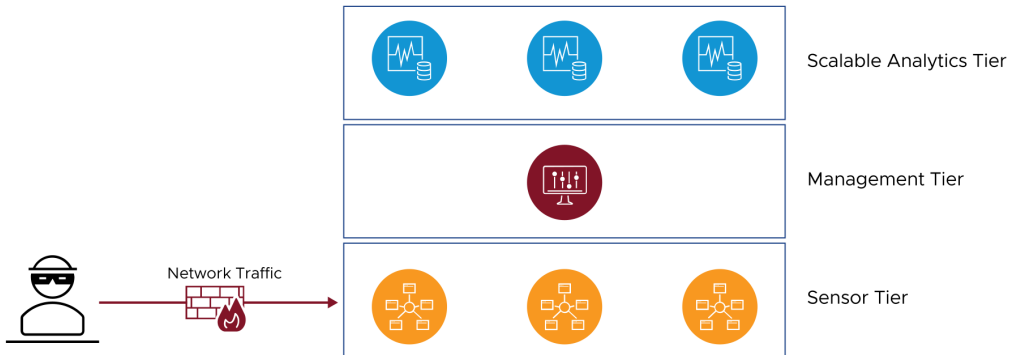 Scalable Analytics Tier
Management Tier
Network Traffic
Sensor Tier